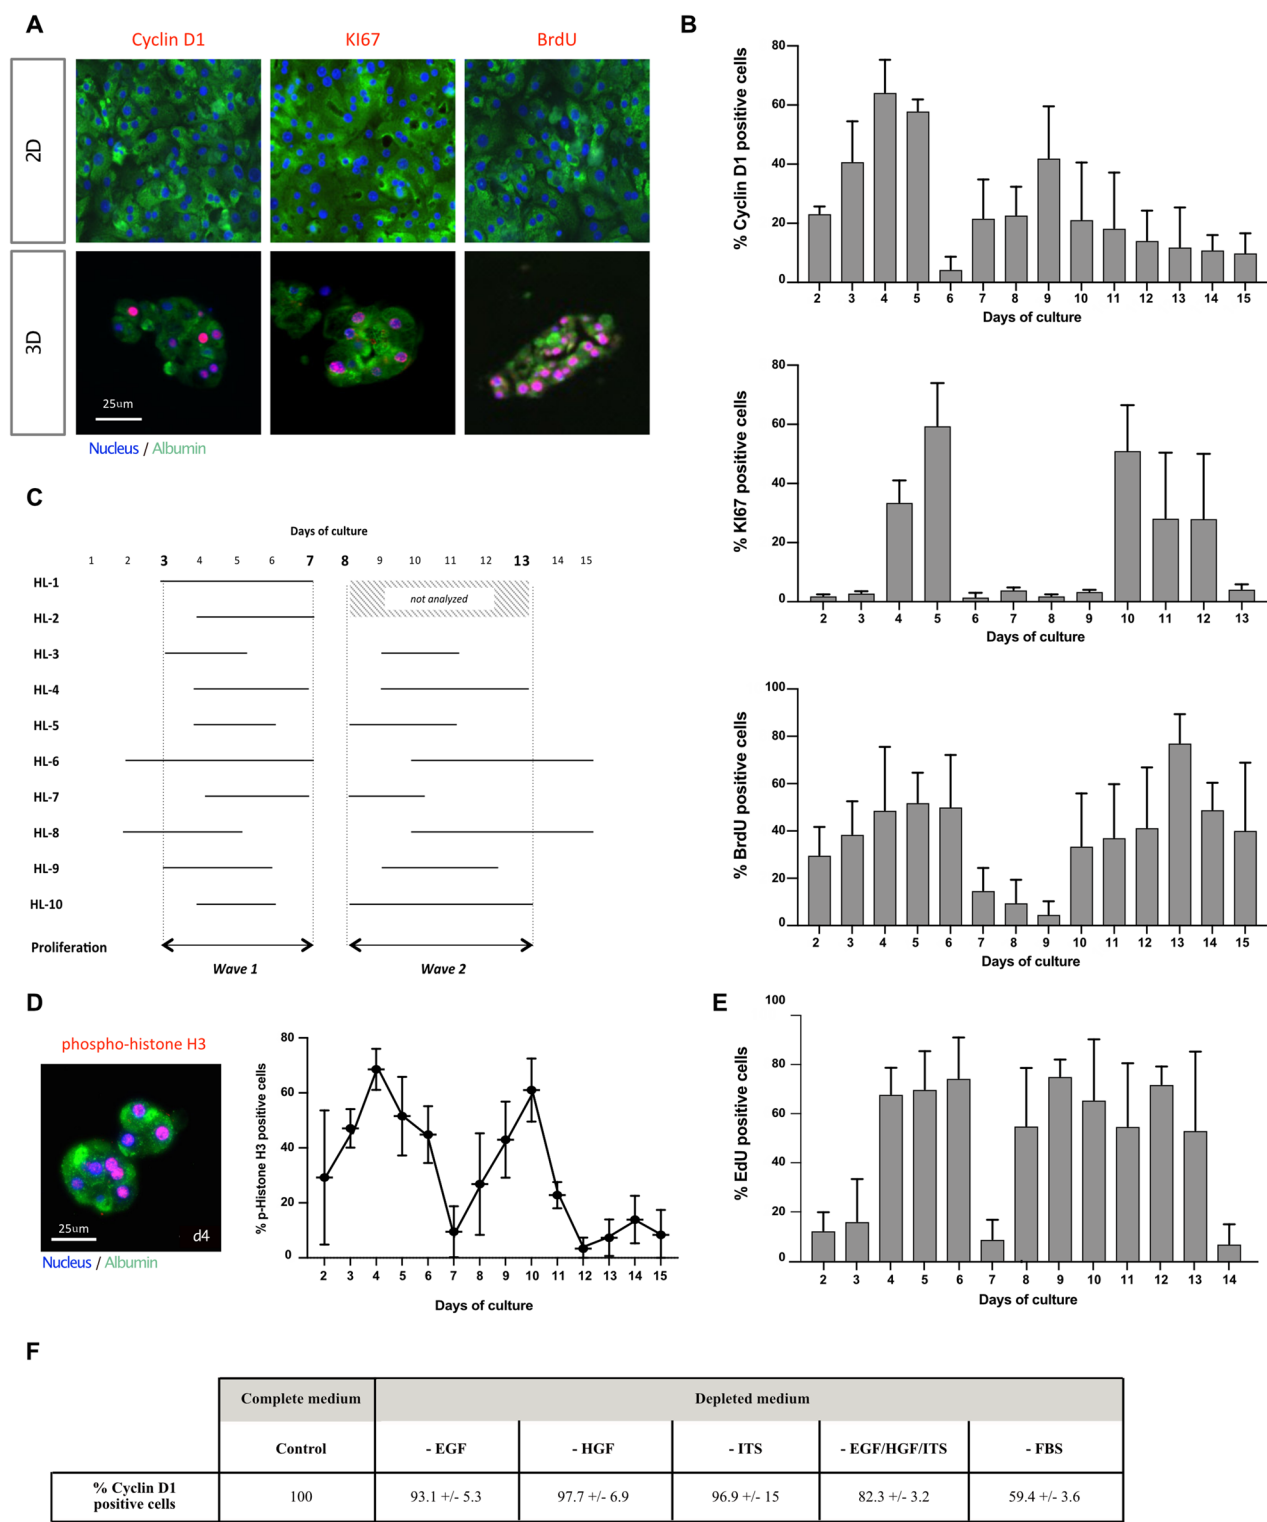 A
Cyclin D1 KI67 BrdU
2D
3D
25um
Nucleus / Albumin
B
80
60
40
20
0
% Cyclin D1 positive cells
2 3 4 5 6 7 8 9 10 11 12 13 14 15
Days of culture
80
60
40
20
0
% KI67 positive cells
2 3 4 5 6 7 8 9 10 11 12 13
Days of culture
100
80
60
40
20
0
% BrdU positive cells
2 3 4 5 6 7 8 9 10 11 12 13 14 15
Days of culture
C
Days of culture
1 2 3 4 5 6 7 8 9 10 11 12 13 14 15
HL-1
not analyzed
HL-2
HL-3
HL-4
HL-5
HL-6
HL-7
HL-8
HL-9
HL-10
Proliferation
Wave 1 Wave 2
D
phospho-histone H3
25um
d4
Nucleus / Albumin
80
60
40
20
0
% p-Histone H3 positive cells
2 3 4 5 6 7 8 9 10 11 12 13 14 15
Days of culture
E
100
80
60
40
20
0
% EdU positive cells
2 3 4 5 6 7 8 9 10 11 12 13 14
Days of culture
F
Complete medium Depleted medium
Control - EGF - HGF - ITS - EGF/HGF/ITS - FBS
% Cyclin D1
positive cells
100 93.1 +/- 5.3 97.7 +/- 6.9 96.9 +/- 15 82.3 +/- 3.2 59.4 +/- 3.6